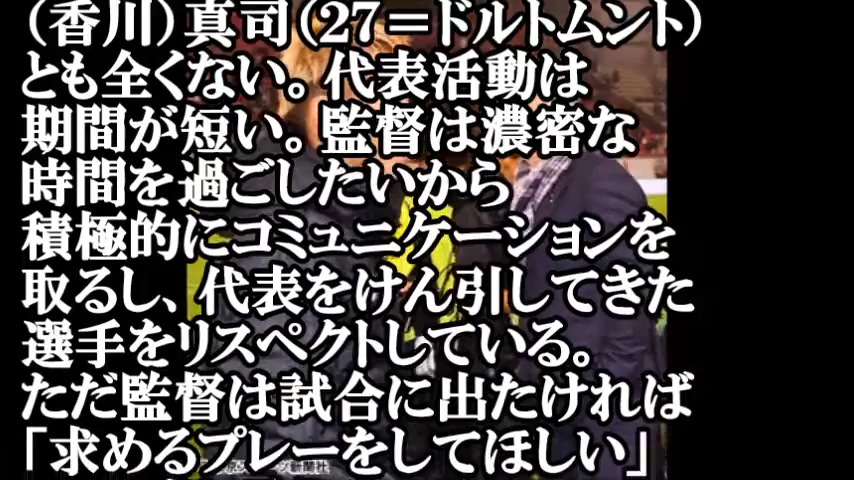 （香川）真司（27＝ドルトムント）
とも全くない。代表活動は
期間が短い。監督は濃密な
時間を過ごしたいから
積極的にコミュニケーションを
取るし、代表をけん引してきた
選手をリスペクトしている。
ただ監督は試合に出たければ
「求めるプレーをしてほしい」
新聞社